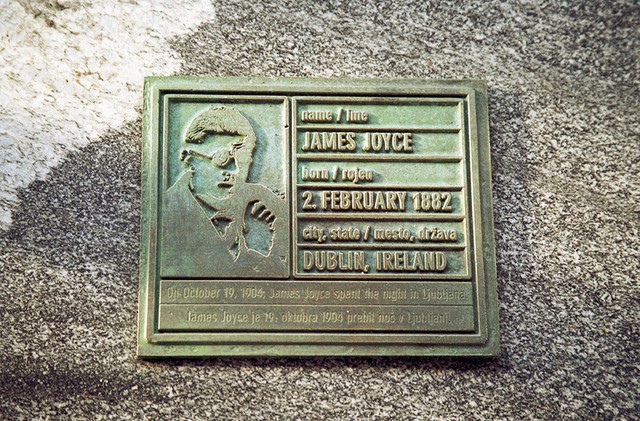 name / ime
JAMES JOYCE
born / rojen
2. FEBRUARY 1882
city, state / mesto, država
DUBLIN, IRELAND
On October 19, 1904, James Joyce spent the night in Ljubljana
James Joyce je 19. oktobra 1904 prebil noč v Ljubljani.